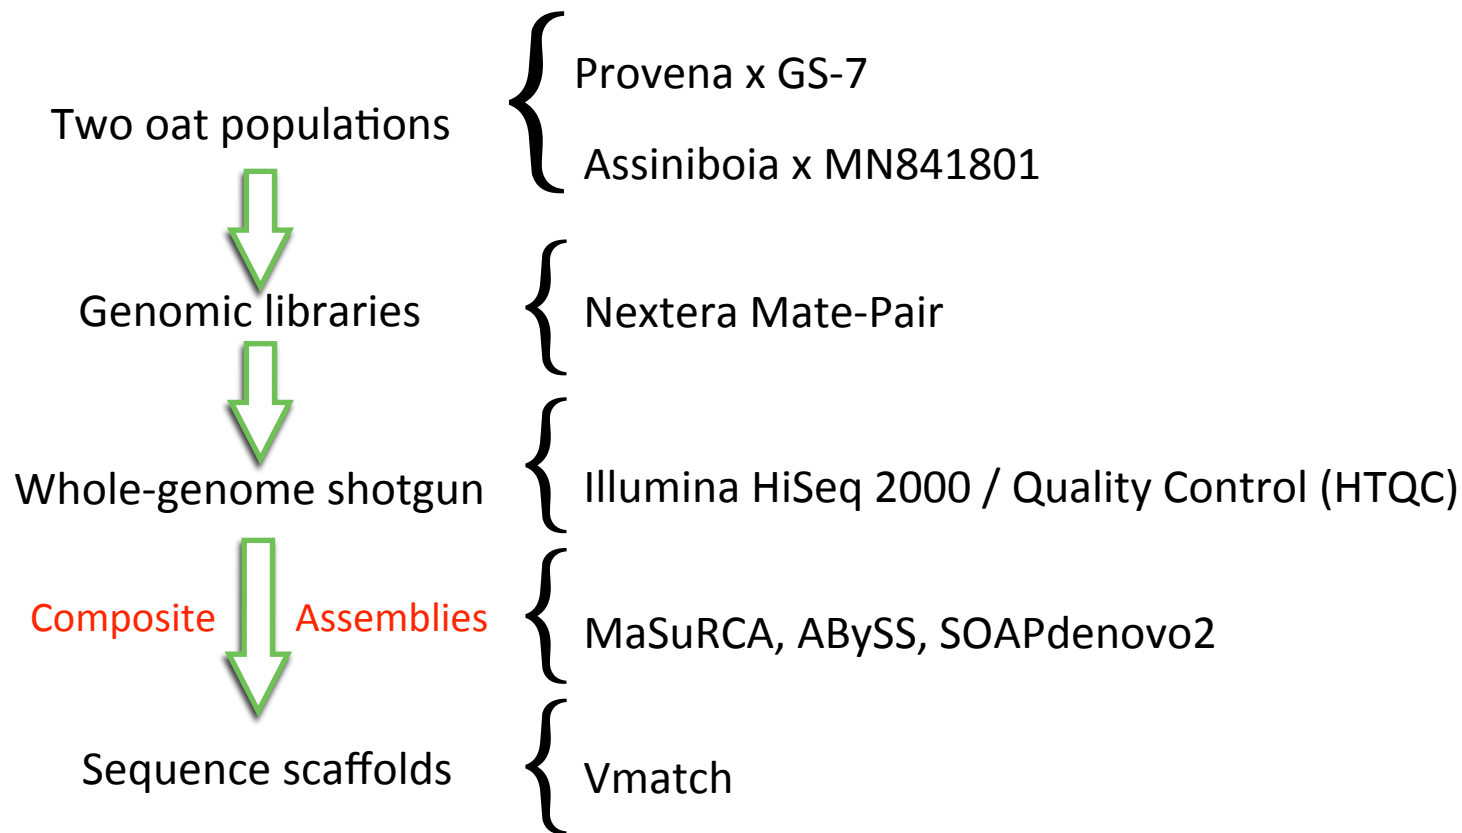 Provena x GS-7
Two oat populations
Assiniboia x MN841801
Genomic libraries
Nextera Mate-Pair
Whole-genome shotgun
Illumina HiSeq 2000 / Quality Control (HTQC)
Composite Assemblies
MaSuRCA, ABySS, SOAPdenovo2
Sequence scaffolds
Vmatch